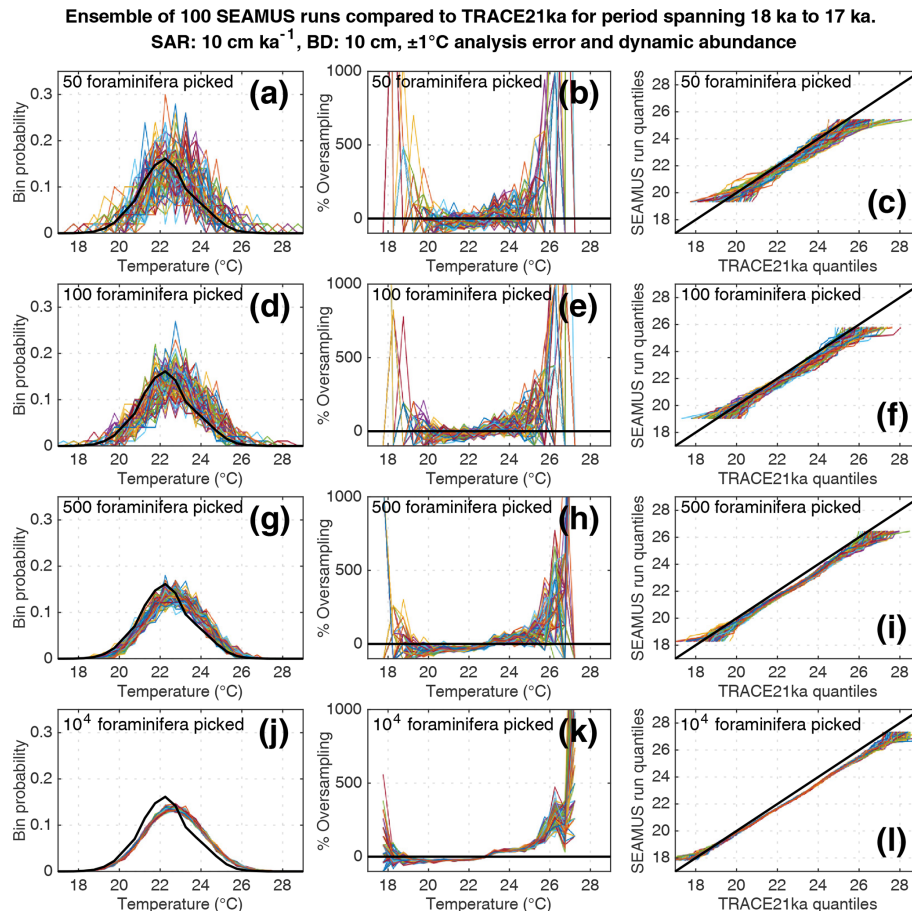 Ensemble of 100 SEAMUS runs compared to TRACE21ka for period spanning 18 ka to 17 ka.
SAR: 10 cm ka⁻¹, BD: 10 cm, ±1°C analysis error and dynamic abundance
50 foraminifera picked
(a)
Bin probability
0.3
0.2
0.1
0
18 20 22 24 26 28
Temperature (°C)
50 foraminifera picked
(b)
% Oversampling
1000
500
0
18 20 22 24 26 28
Temperature (°C)
50 foraminifera picked
(c)
SEAMUS run quantiles
28
26
24
22
20
18
18 20 22 24 26 28
TRACE21ka quantiles
100 foraminifera picked
(d)
Bin probability
0.3
0.2
0.1
0
18 20 22 24 26 28
Temperature (°C)
100 foraminifera picked
(e)
% Oversampling
1000
500
0
18 20 22 24 26 28
Temperature (°C)
100 foraminifera picked
(f)
SEAMUS run quantiles
28
26
24
22
20
18
18 20 22 24 26 28
TRACE21ka quantiles
500 foraminifera picked
(g)
Bin probability
0.3
0.2
0.1
0
18 20 22 24 26 28
Temperature (°C)
500 foraminifera picked
(h)
% Oversampling
1000
500
0
18 20 22 24 26 28
Temperature (°C)
500 foraminifera picked
(i)
SEAMUS run quantiles
28
26
24
22
20
18
18 20 22 24 26 28
TRACE21ka quantiles
10⁴ foraminifera picked
(j)
Bin probability
0.3
0.2
0.1
0
18 20 22 24 26 28
Temperature (°C)
10⁴ foraminifera picked
(k)
% Oversampling
1000
500
0
18 20 22 24 26 28
Temperature (°C)
10⁴ foraminifera picked
(l)
SEAMUS run quantiles
28
26
24
22
20
18
18 20 22 24 26 28
TRACE21ka quantiles